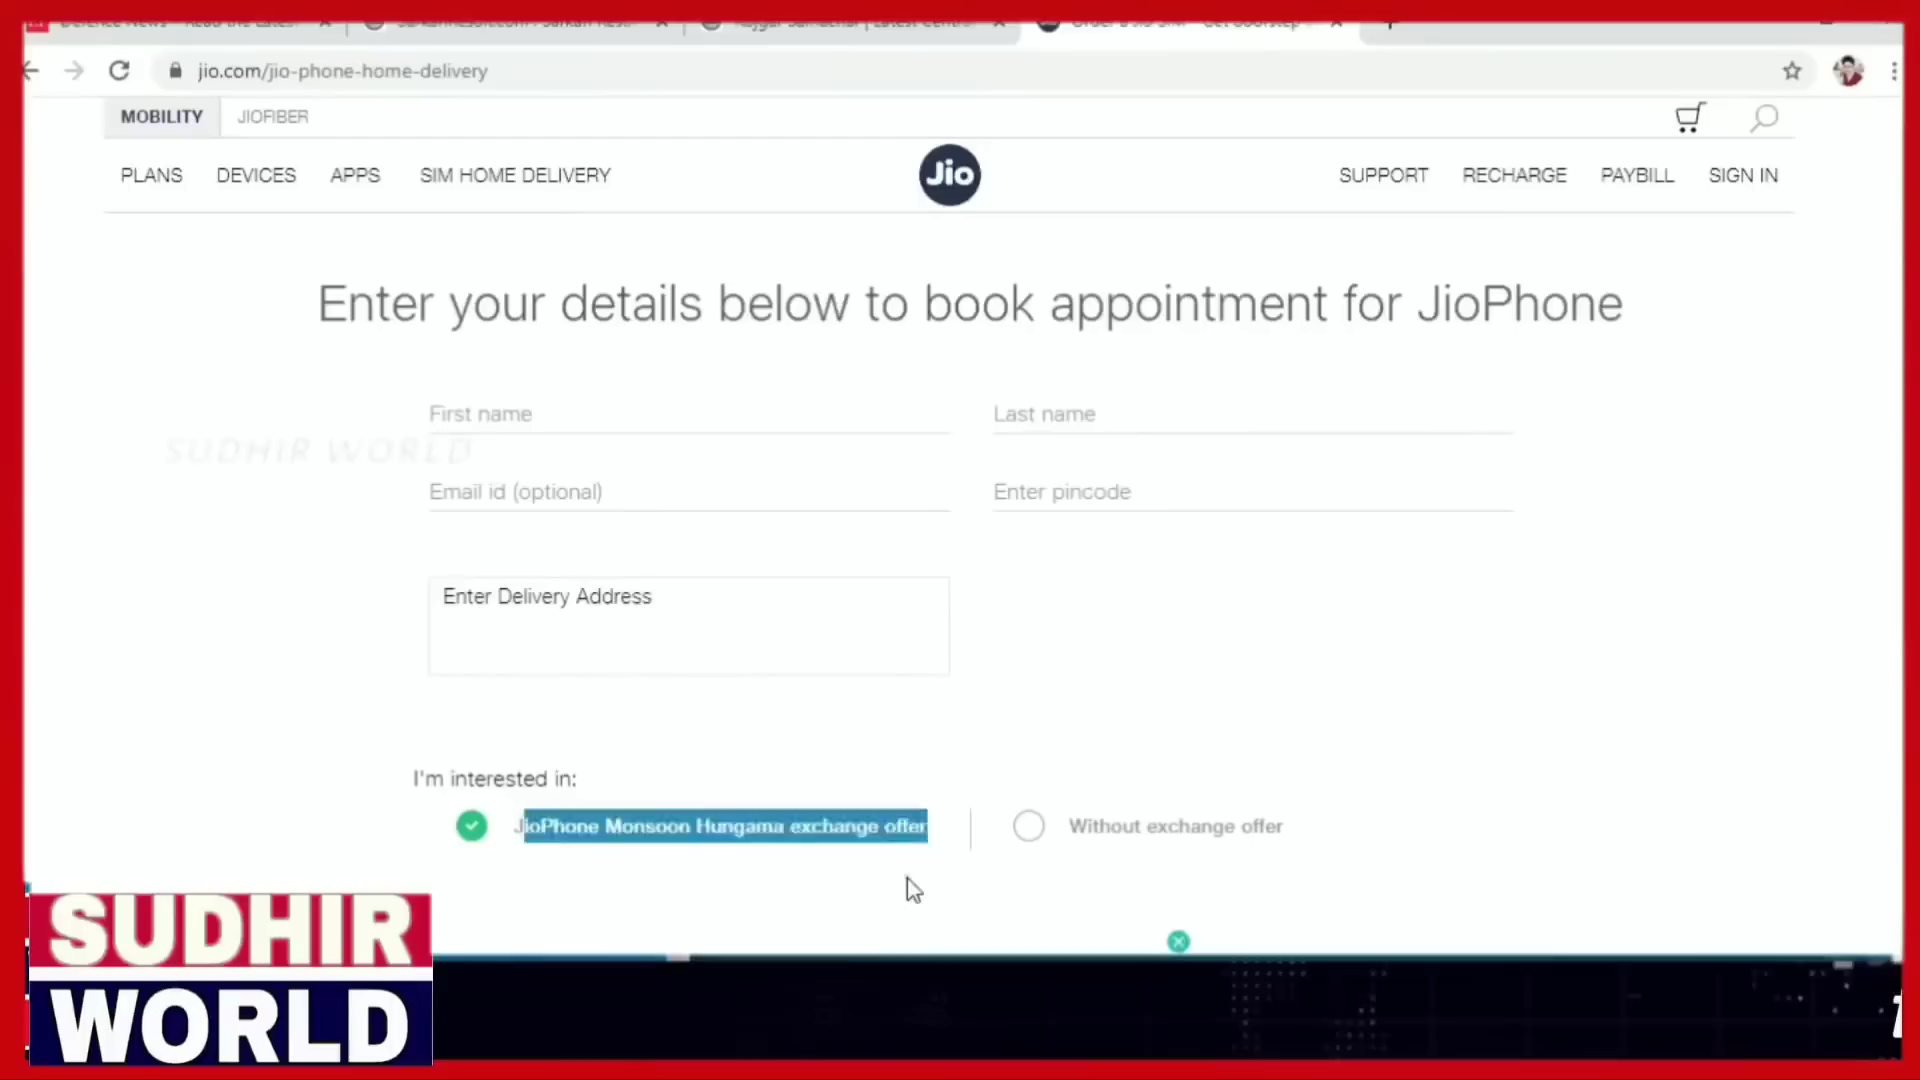 jio.com/jio-phone-home-delivery
MOBILITY JIOFIBER
PLANS DEVICES APPS SIM HOME DELIVERY Jio SUPPORT RECHARGE PAYBILL SIGN IN
Enter your details below to book appointment for JioPhone
First name Last name
SUDHIR WORLD
Email id (optional) Enter pincode
Enter Delivery Address
I'm interested in:
JioPhone Monsoon Hungama exchange offer Without exchange offer
SUDHIR
WORLD